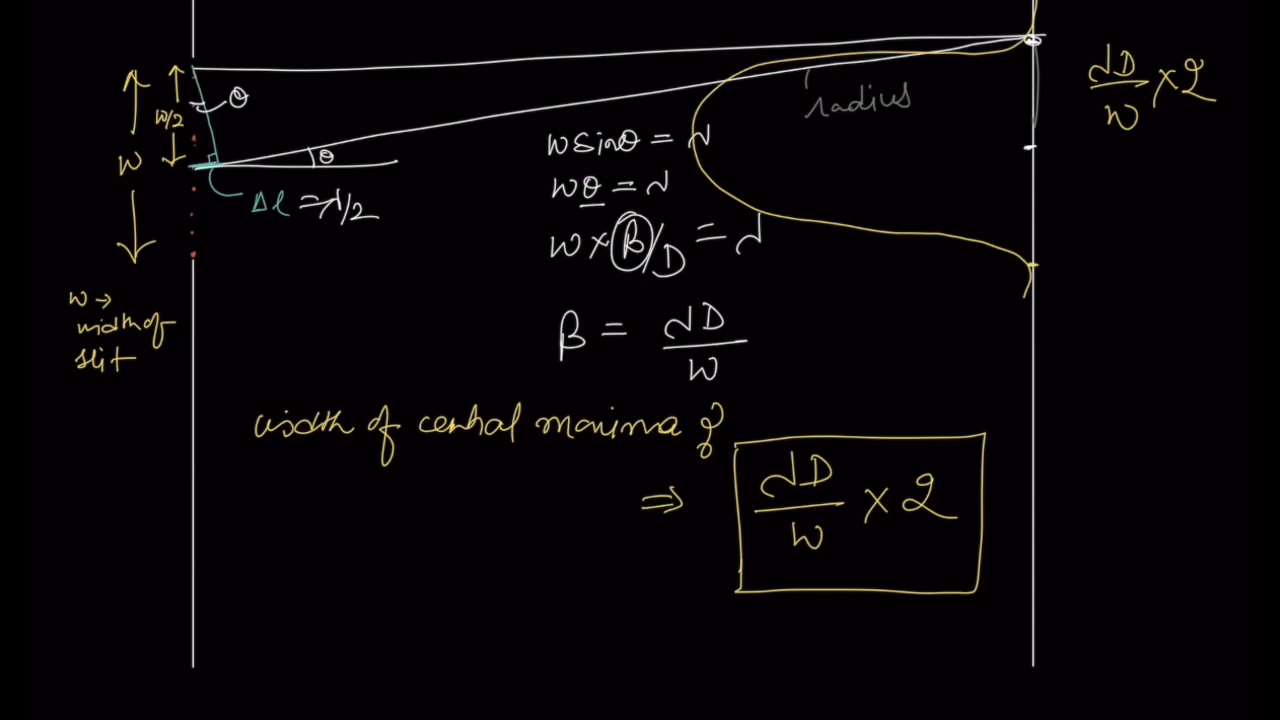 θ
w/2
w
θ
Δl = λ/2
w →
width of
slit
radius
λD/w × 2
w sinθ = λ
wθ = λ
w × β/D = λ
β = λD/w
width of central maxima :
⇒ λD/w × 2